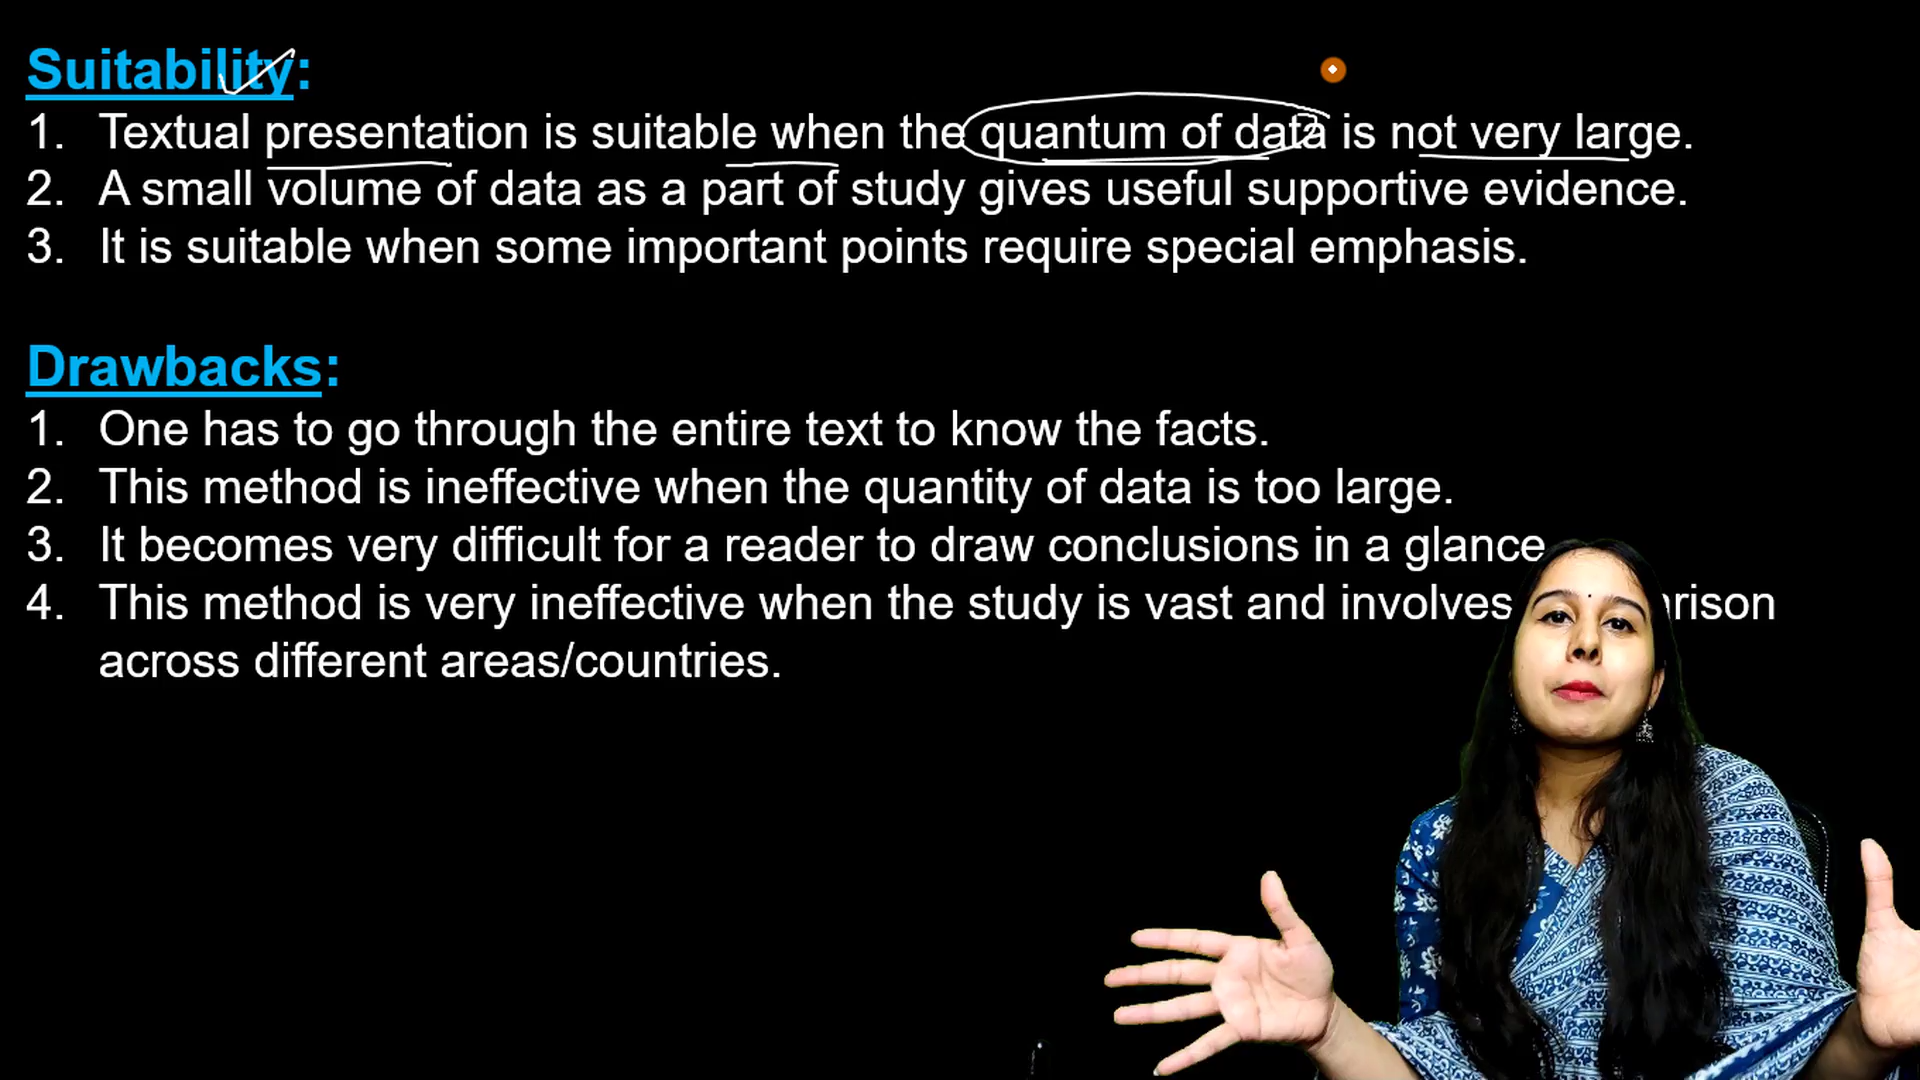 Suitability:
1. Textual presentation is suitable when the quantum of data is not very large.
2. A small volume of data as a part of study gives useful supportive evidence.
3. It is suitable when some important points require special emphasis.
Drawbacks:
1. One has to go through the entire text to know the facts.
2. This method is ineffective when the quantity of data is too large.
3. It becomes very difficult for a reader to draw conclusions in a glance
4. This method is very ineffective when the study is vast and involves
across different areas/countries.